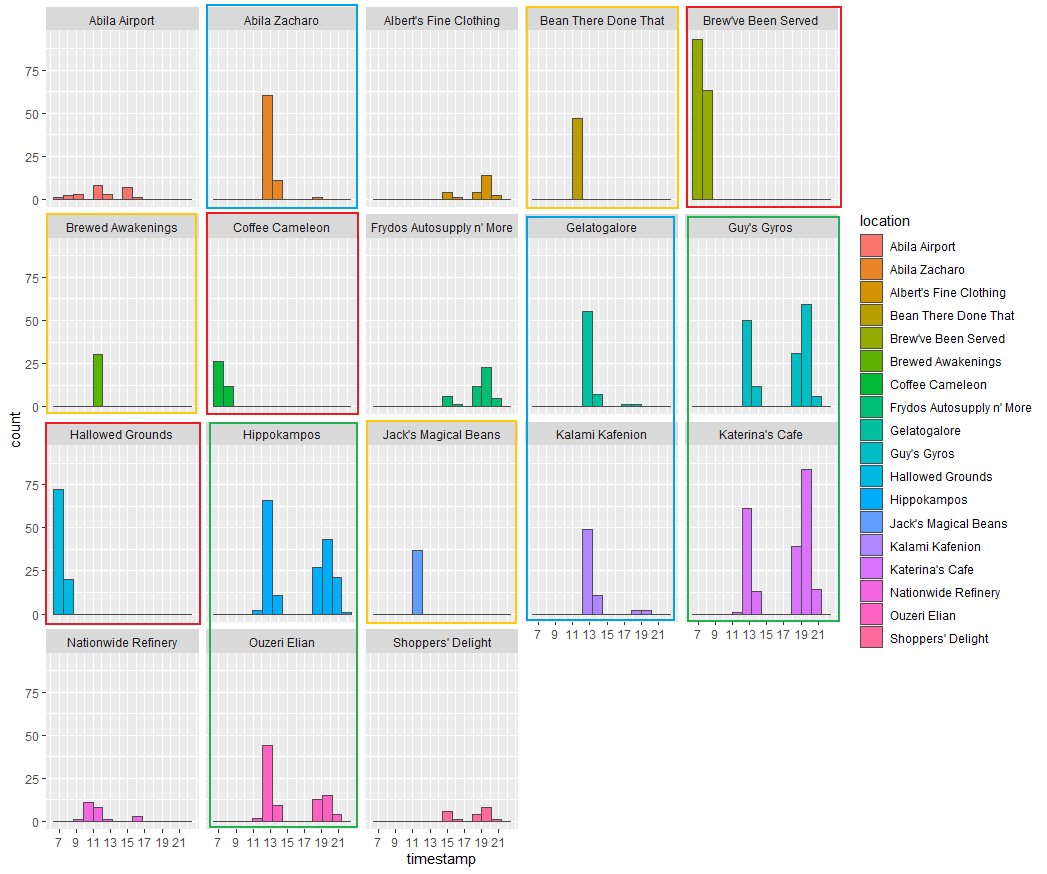 Abila Airport
Abila Zacharo
Albert's Fine Clothing
Bean There Done That
Brew've Been Served
75
50
25
0
Brewed Awakenings
Coffee Cameleon
Frydos Autosupply n' More
Gelatogalore
Guy's Gyros
75
50
25
0
count
Hallowed Grounds
Hippokampos
Jack's Magical Beans
Kalami Kafenion
Katerina's Cafe
75
50
25
0
7 9 11 13 15 17 19 21
7 9 11 13 15 17 19 21
Nationwide Refinery
Ouzeri Elian
Shoppers' Delight
75
50
25
0
7 9 11 13 15 17 19 21
7 9 11 13 15 17 19 21
7 9 11 13 15 17 19 21
timestamp
location
Abila Airport
Abila Zacharo
Albert's Fine Clothing
Bean There Done That
Brew've Been Served
Brewed Awakenings
Coffee Cameleon
Frydos Autosupply n' More
Gelatogalore
Guy's Gyros
Hallowed Grounds
Hippokampos
Jack's Magical Beans
Kalami Kafenion
Katerina's Cafe
Nationwide Refinery
Ouzeri Elian
Shoppers' Delight